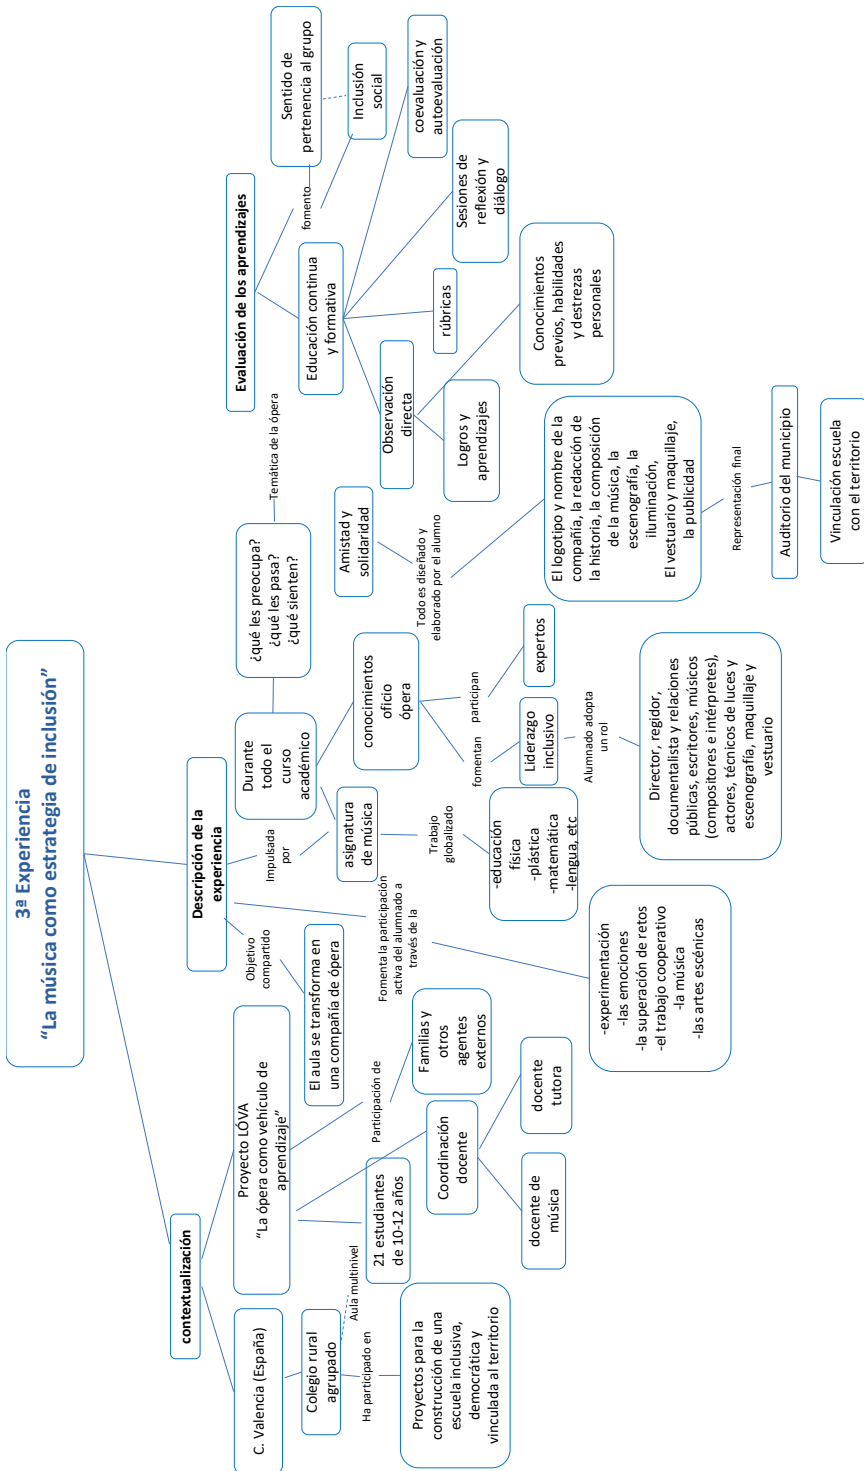 3ª Experiencia
“La música como estrategia de inclusión”
contextualización
C. Valencia (España)
Colegio rural
agrupado
Aula multinivel
Ha participado en
Proyectos para la
construcción de una
escuela inclusiva,
democrática y
vinculada al territorio
Proyecto LÓVA
“La ópera como vehículo de
aprendizaje”
21 estudiantes
de 10-12 años
Participación de
Familias y
otros
agentes
externos
Coordinación
docente
docente de
música
docente
tutora
Descripción de la
experiencia
Objetivo
compartido
El aula se transforma en
una compañía de ópera
Fomenta la participación
activa del alumnado a
través de la
-experimentación
-las emociones
-la superación de retos
-el trabajo cooperativo
-la música
-las artes escénicas
Impulsada
por
asignatura
de música
Trabajo
globalizado
-educación
física
-plástica
-matemática
-lengua, etc
Durante
todo el
curso
académico
¿qué les preocupa?
¿qué les pasa?
¿qué sienten?
Temática de la ópera
conocimientos
oficio
ópera
fomentan
participan
Liderazgo
inclusivo
expertos
Alumnado adopta
un rol
Director, regidor,
documentalista y relaciones
públicas, escritores, músicos
(compositores e intérpretes),
actores, técnicos de luces y
escenografía, maquillaje y
vestuario
Amistad y
solidaridad
Todo es diseñado y
elaborado por el alumno
El logotipo y nombre de la
compañía, la redacción de
la historia, la composición
de la música, la
escenografía, la
iluminación,
El vestuario y maquillaje,
la publicidad
Representación final
Auditorio del municipio
Vinculación escuela
con el territorio
Evaluación de los aprendizajes
fomento
Sentido de
pertenencia al grupo
Inclusión
social
Educación continua
y formativa
Observación
directa
Logros y
aprendizajes
Conocimientos
previos, habilidades
y destrezas
personales
rúbricas
Sesiones de
reflexión y
diálogo
coevaluación y
autoevaluación